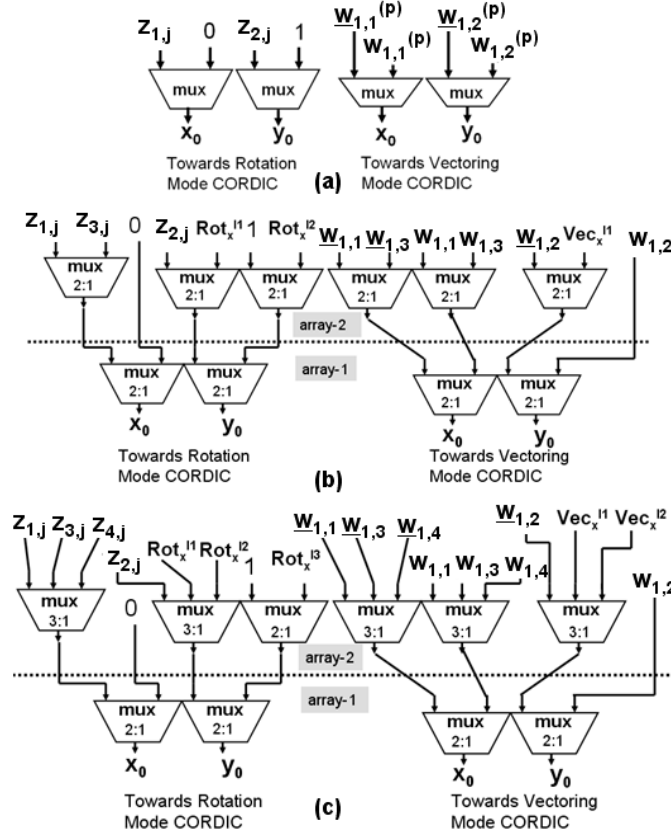 Z1,j 0 Z2,j 1 W1,1(p) W1,2(p)
W1,1(p) W1,2(p)
mux mux mux mux
x0 y0 x0 y0
Towards Rotation Towards Vectoring
Mode CORDIC (a) Mode CORDIC
Z1,j Z3,j 0 Z2,j Rotx^l1 1 Rotx^l2 W1,1 W1,3 W1,1 W1,3 W1,2 Vecx^l1 W1,2
mux mux mux mux mux mux
2:1 2:1 2:1 2:1 2:1 2:1
array-2
array-1
mux mux mux mux
2:1 2:1 2:1 2:1
x0 y0 x0 y0
Towards Rotation Towards Vectoring
Mode CORDIC (b) Mode CORDIC
Z1,j Z3,j Z4,j Z2,j 0 Rotx^l1 Rotx^l2 1 Rotx^l3 W1,1 W1,3 W1,4 W1,1 W1,3 W1,4 W1,2 Vecx^l1 Vecx^l2 W1,2
mux mux mux mux mux mux
3:1 3:1 2:1 3:1 3:1 3:1
array-2
array-1
mux mux mux mux
2:1 2:1 2:1 2:1
x0 y0 x0 y0
Towards Rotation Towards Vectoring
Mode CORDIC (c) Mode CORDIC